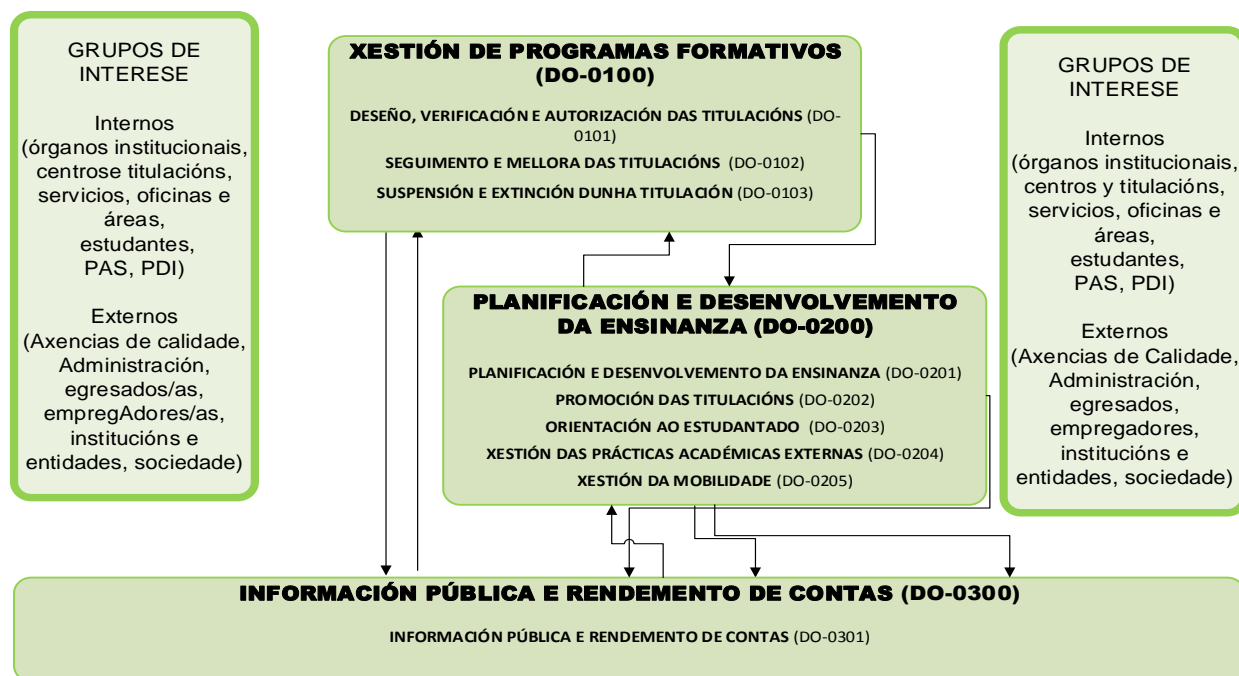 GRUPOS DE
INTERESE
Internos
(órganos institucionais,
centrose titulacións,
servicios, oficinas e
áreas,
estudantes,
PAS, PDI)
Externos
(Axencias de calidade,
Administración,
egresados/as,
empregAdores/as,
institucións e
entidades, sociedade)
XESTIÓN DE PROGRAMAS FORMATIVOS
(DO-0100)
DESEÑO, VERIFICACIÓN E AUTORIZACIÓN DAS TITULACIÓNS (DO-
0101)
SEGUIMENTO E MELLORA DAS TITULACIÓNS (DO-0102)
SUSPENSIÓN E EXTINCIÓN DUNHA TITULACIÓN (DO-0103)
PLANIFICACIÓN E DESENVOLVEMENTO
DA ENSINANZA (DO-0200)
PLANIFICACIÓN E DESENVOLVEMENTO DA ENSINANZA (DO-0201)
PROMOCIÓN DAS TITULACIÓNS (DO-0202)
ORIENTACIÓN AO ESTUDANTADO (DO-0203)
XESTIÓN DAS PRÁCTICAS ACADÉMICAS EXTERNAS (DO-0204)
XESTIÓN DA MOBILIDADE (DO-0205)
GRUPOS DE
INTERESE
Internos
(órganos institucionais,
centros y titulacións,
servicios, oficinas e
áreas,
estudantes,
PAS, PDI)
Externos
(Axencias de Calidade,
Administración,
egresados,
empregadores,
institucións e
entidades, sociedade)
INFORMACIÓN PÚBLICA E RENDEMENTO DE CONTAS (DO-0300)
INFORMACIÓN PÚBLICA E RENDEMENTO DE CONTAS (DO-0301)